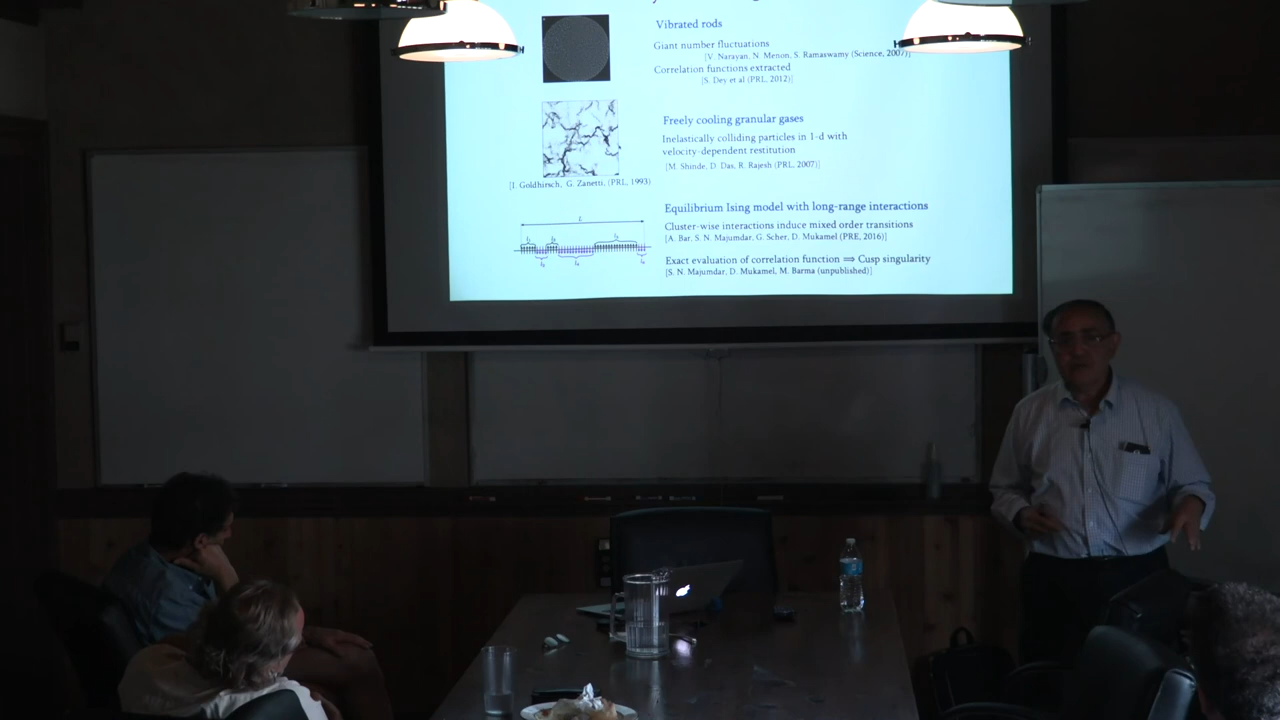 Vibrated rods
Giant number fluctuations
[V. Narayan, N. Menon, S. Ramaswamy (Science, 2007)]
Correlation functions extracted
[S. Dey et al (PRL, 2012)]
Freely cooling granular gases
Inelastically colliding particles in 1-d with
velocity-dependent restitution
[M. Shinde, D. Das, R. Rajesh (PRL, 2007)]
[I. Goldhirsch, G. Zanetti, (PRL, 1993)
Equilibrium Ising model with long-range interactions
L
Cluster-wise interactions induce mixed order transitions
[A. Bar, S. N. Majumdar, G. Scher, D. Mukamel (PRE, 2016)]
Exact evaluation of correlation function ⟹ Cusp singularity
[S. N. Majumdar, D. Mukamel, M. Barma (unpublished)]